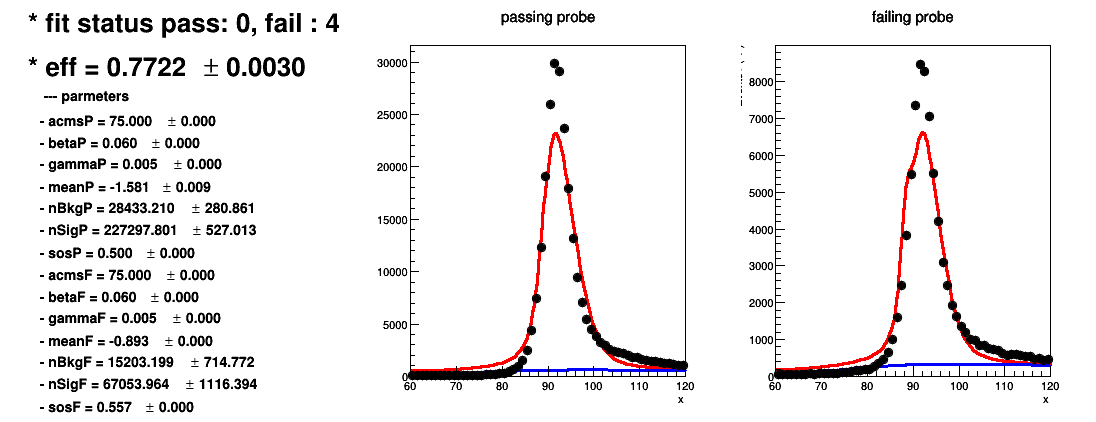 * fit status pass: 0, fail : 4
* eff = 0.7722 ± 0.0030
--- parmeters
- acmsP = 75.000 ± 0.000
- betaP = 0.060 ± 0.000
- gammaP = 0.005 ± 0.000
- meanP = -1.581 ± 0.009
- nBkgP = 28433.210 ± 280.861
- nSigP = 227297.801 ± 527.013
- sosP = 0.500 ± 0.000
- acmsF = 75.000 ± 0.000
- betaF = 0.060 ± 0.000
- gammaF = 0.005 ± 0.000
- meanF = -0.893 ± 0.000
- nBkgF = 15203.199 ± 714.772
- nSigF = 67053.964 ± 1116.394
- sosF = 0.557 ± 0.000
passing probe
30000
25000
20000
15000
10000
5000
0
60 70 80 90 100 110 120
x
failing probe
8000
7000
6000
5000
4000
3000
2000
1000
0
60 70 80 90 100 110 120
x